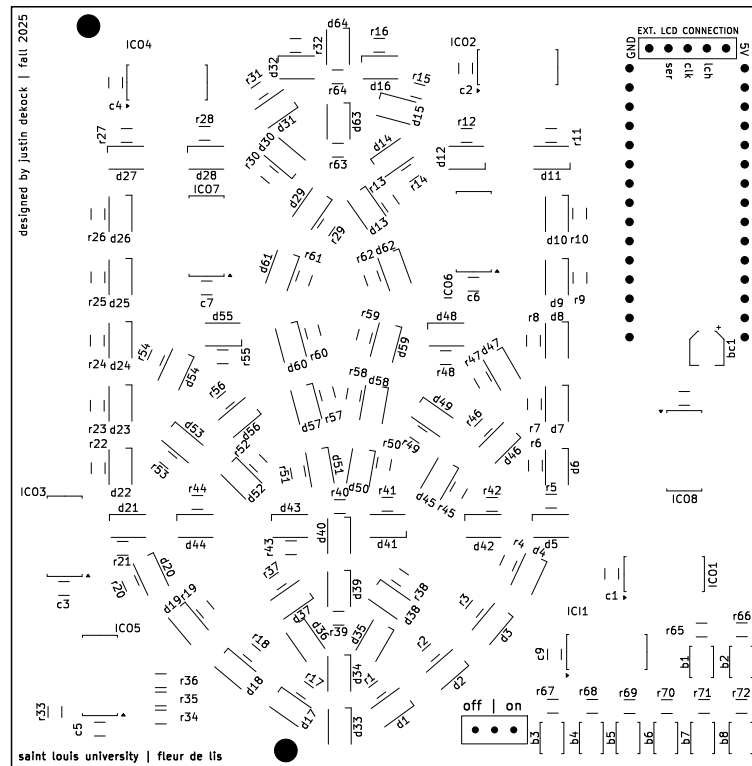 designed by justin dekock | fall 2025
d64
r32
r16
IC04
IC02
EXT. LCD CONNECTION
GND
5V
ser
clk
lch
d32
r64
d16
r31
r15
c4
c2
d31
d63
d15
r27
r28
d30
r12
r11
d14
d12
r30
r63
r13
r14
d27
d28
d11
IC07
d29
r29
d13
r26
d26
d10
r10
r61
r62
d62
d61
IC06
r25
d25
c7
c6
d9
r9
d55
r59
d48
r8
d8
bc1
+
r54
r24
d24
r55
d60
r60
d59
r48
r47
d47
d54
r56
r58
d58
d49
r46
r23
d23
d53
d56
d57
r57
r49
r7
d7
r22
r52
r50
d46
r6
r53
d52
r51
d51
d50
d45
r45
d6
IC03
d22
r44
r40
r41
r42
r5
IC08
d21
d43
d44
d40
r43
d41
d42
d5
r21
d20
r20
r37
d39
r38
r4
d4
c3
c1
IC01
d19
r19
d37
d38
r3
IC05
d36
r39
d35
d3
ICI1
r65
r66
r18
r2
c9
b1
b2
r36
d18
r17
d34
r1
d2
r35
r34
r33
c5
d17
d33
d1
off | on
r67
r68
r69
r70
r71
r72
b3
b4
b5
b6
b7
b8
saint louis university | fleur de lis